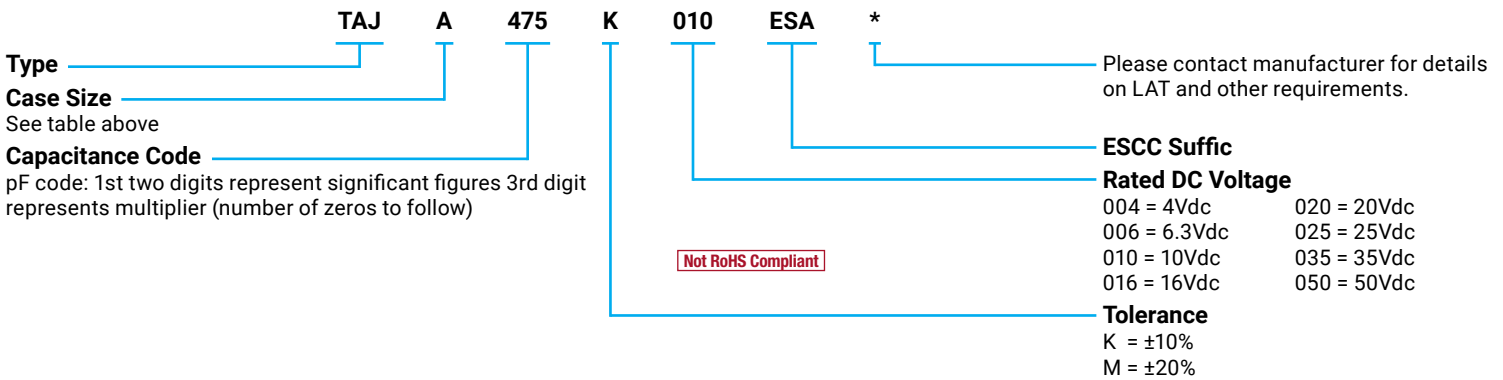 TAJ A 475 K 010 ESA *
Type
Case Size
See table above
Capacitance Code
pF code: 1st two digits represent significant figures 3rd digit
represents multiplier (number of zeros to follow)
Not RoHS Compliant
Please contact manufacturer for details
on LAT and other requirements.
ESCC Suffic
Rated DC Voltage
004 = 4Vdc 020 = 20Vdc
006 = 6.3Vdc 025 = 25Vdc
010 = 10Vdc 035 = 35Vdc
016 = 16Vdc 050 = 50Vdc
Tolerance
K = ±10%
M = ±20%